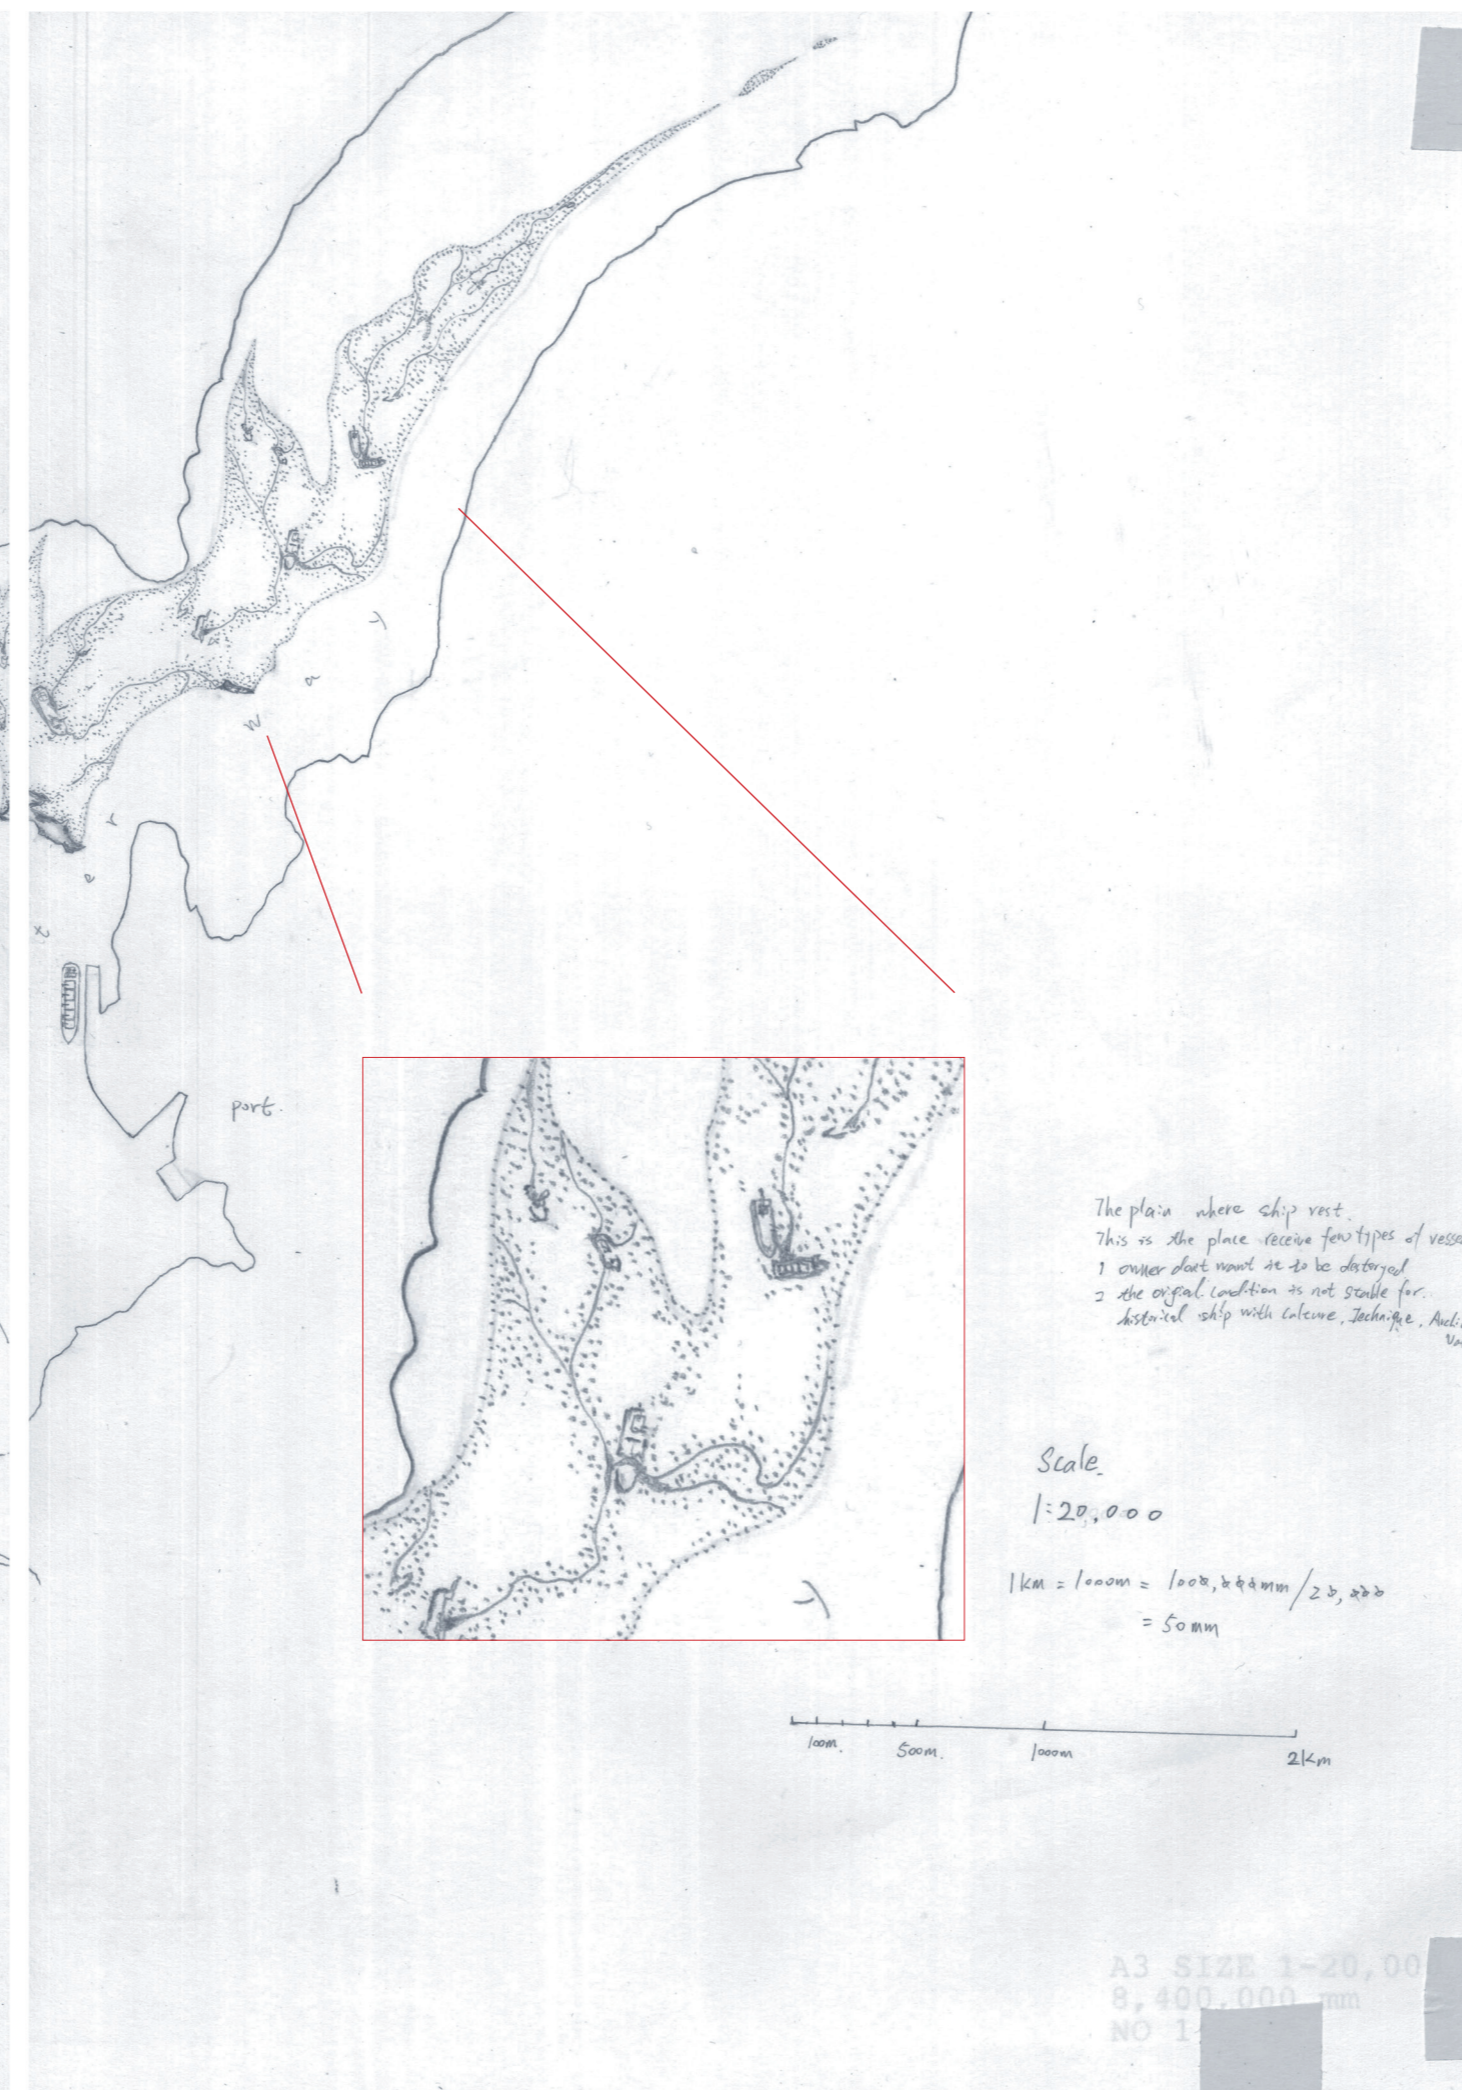 y
a
w
r
e
t
port.
The plain where ship rest.
This is the place receive few types of vesse
1 owner dont want it to be destoryed
2 the orginal condition is not stable for.
historical ship with culture, Technique,
Scale.
1:20,000
1km = 1000m = 1000,000mm/20,000
= 50mm
100m. 500m. 1000m 2km
A3 SIZE 1-20,00
8,400,000 mm
NO 1